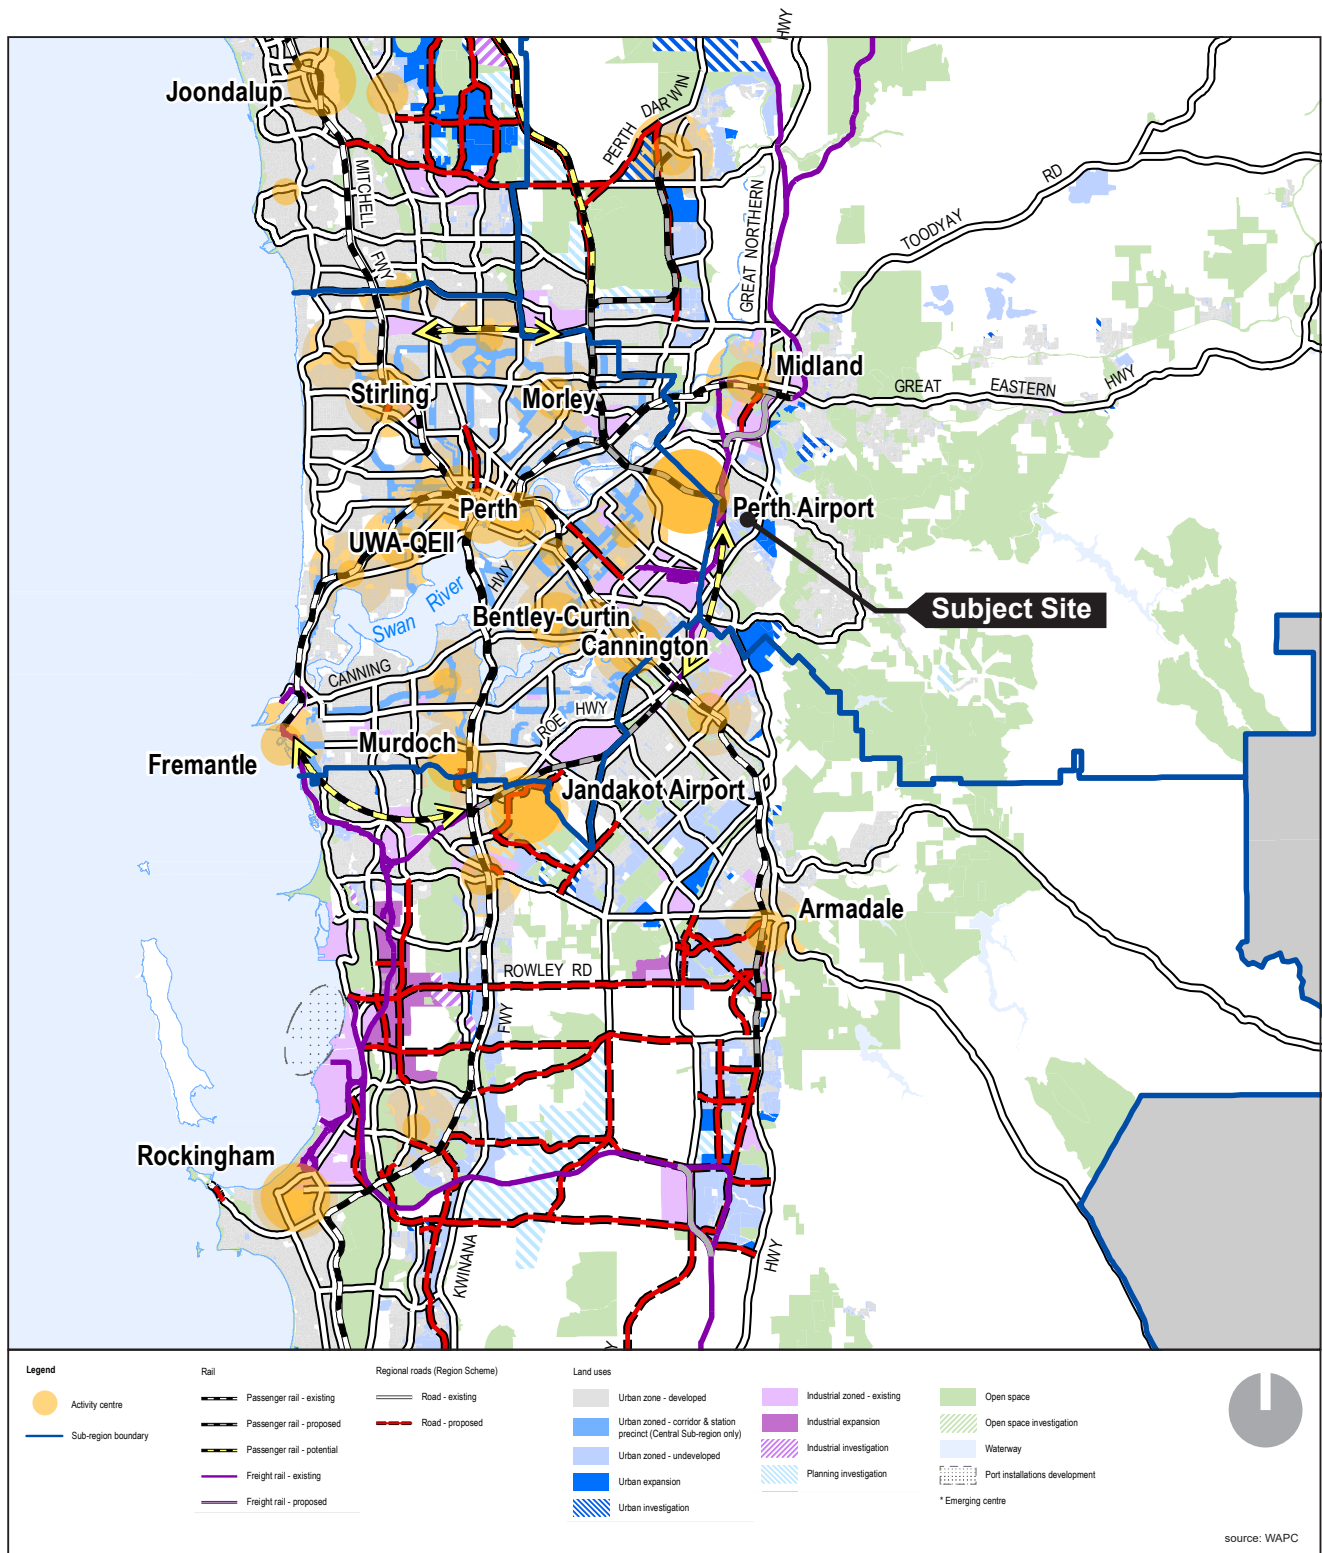 HWY
Joondalup
PERTH
DARWIN
MITCHELL
FWY
GREAT NORTHERN
TOODYAY
RD
Midland
GREAT EASTERN HWY
Stirling
Morley
Perth
Perth Airport
UWA-QEII
HWY
River
Swan
Bentley-Curtin
Cannington
Subject Site
CANNING
ROE HWY
Murdoch
Fremantle
Jandakot Airport
Armadale
ROWLEY RD
FWY
Rockingham
KWINANA
HWY
Y
Legend
Activity centre
Sub-region boundary
Rail
Passenger rail - existing
Passenger rail - proposed
Passenger rail - potential
Freight rail - existing
Freight rail - proposed
Regional roads (Region Scheme)
Road - existing
Road - proposed
Land uses
Urban zone - developed
Urban zoned - corridor & station
precinct (Central Sub-region only)
Urban zoned - undeveloped
Urban expansion
Urban investigation
Industrial zoned - existing
Industrial expansion
Industrial investigation
Planning investigation
Open space
Open space investigation
Waterway
Port installations development
* Emerging centre
source: WAPC